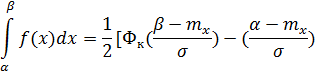 ∫_α^β f(x)dx = 1/2 [Φ_к((β − m_x)/σ) − ((α − m_x)/σ)